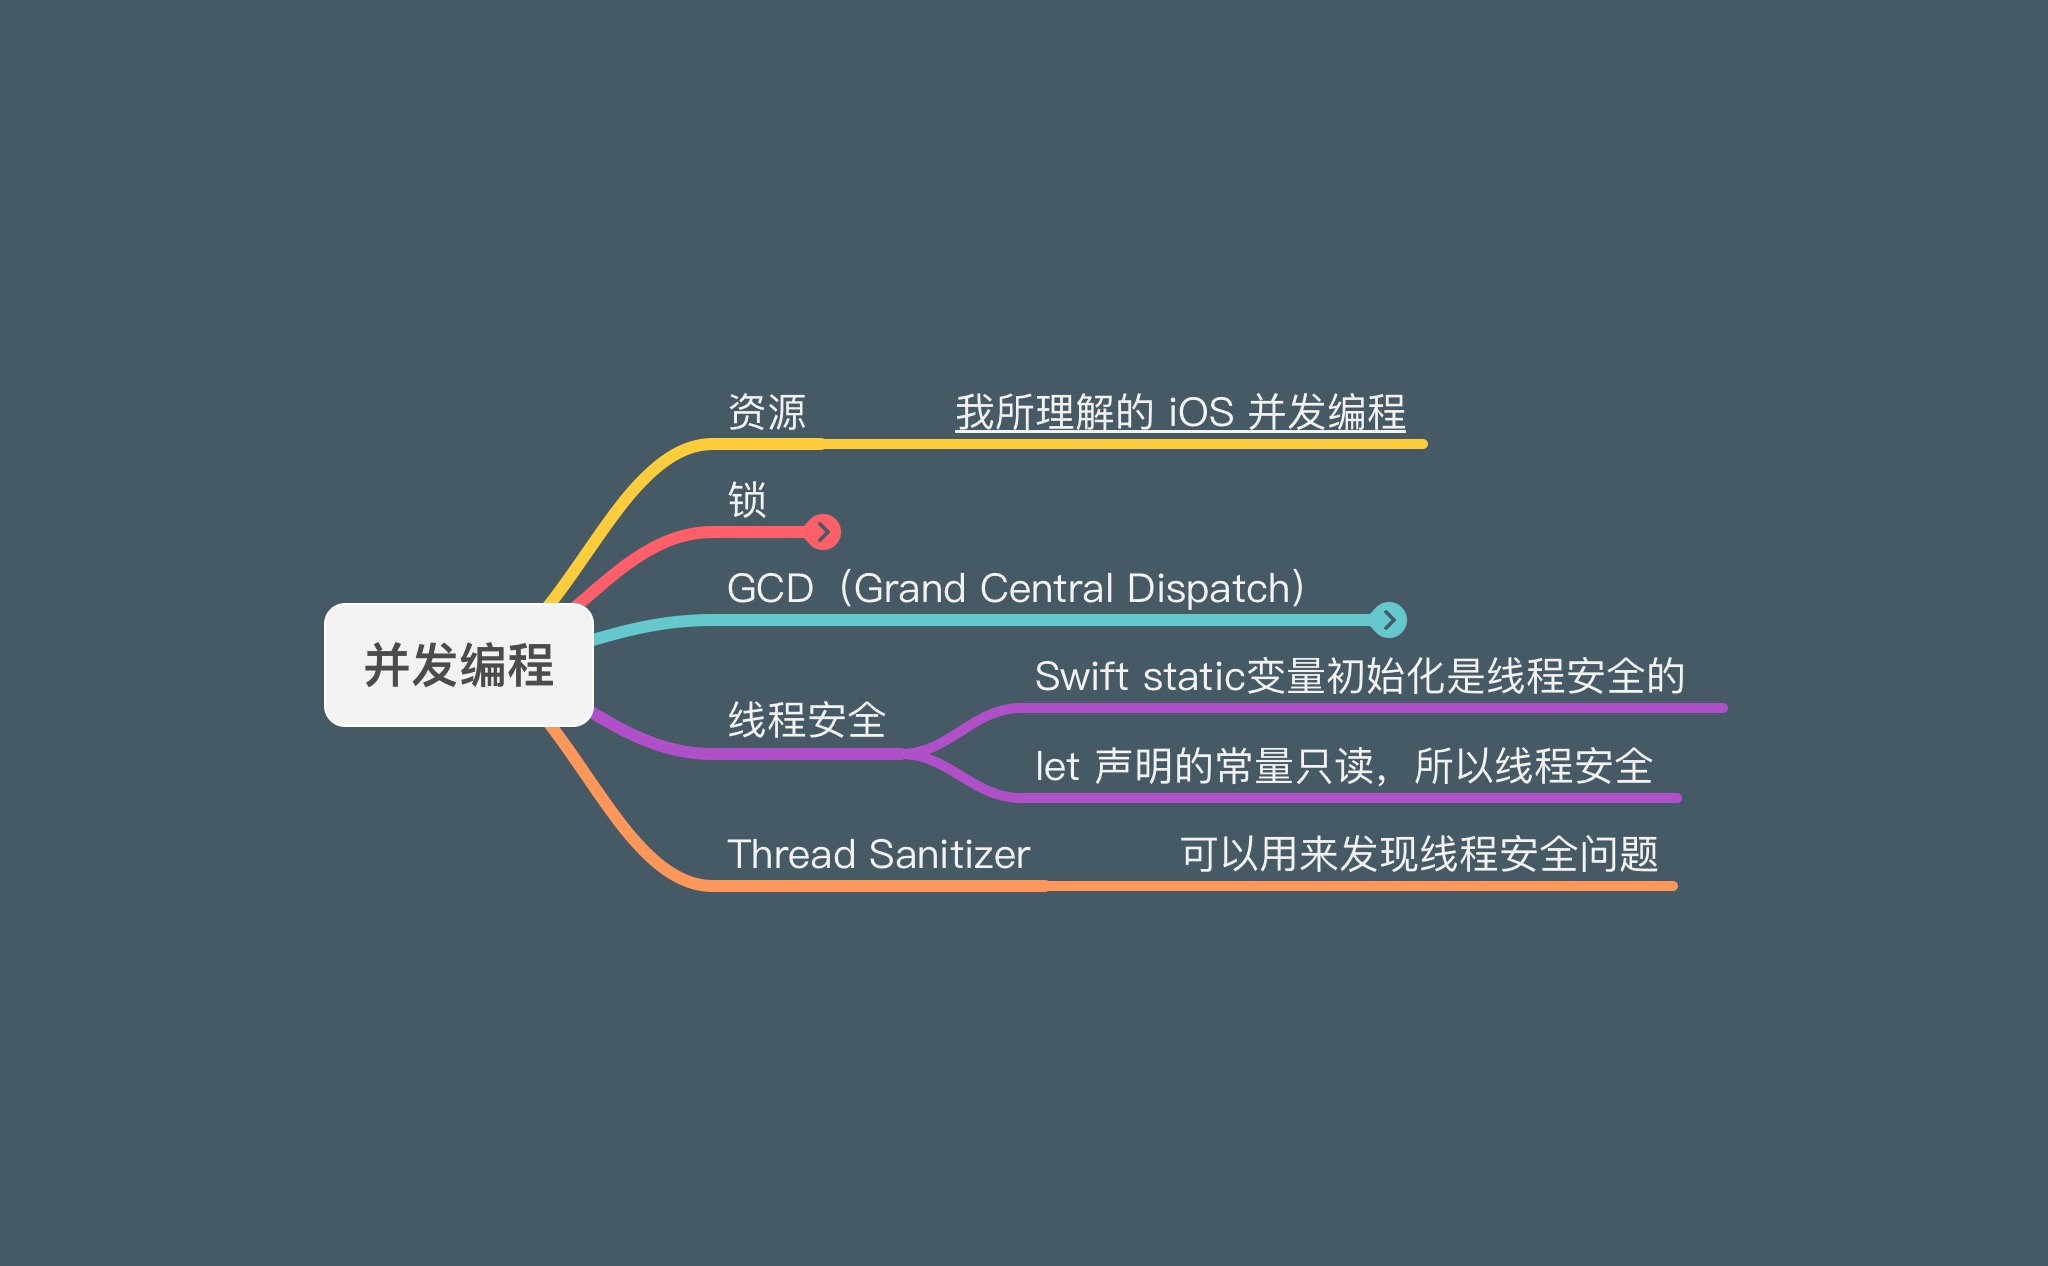 资源
我所理解的 iOS 并发编程
锁
GCD（Grand Central Dispatch）
并发编程
Swift static变量初始化是线程安全的
线程安全
let 声明的常量只读，所以线程安全
Thread Sanitizer
可以用来发现线程安全问题